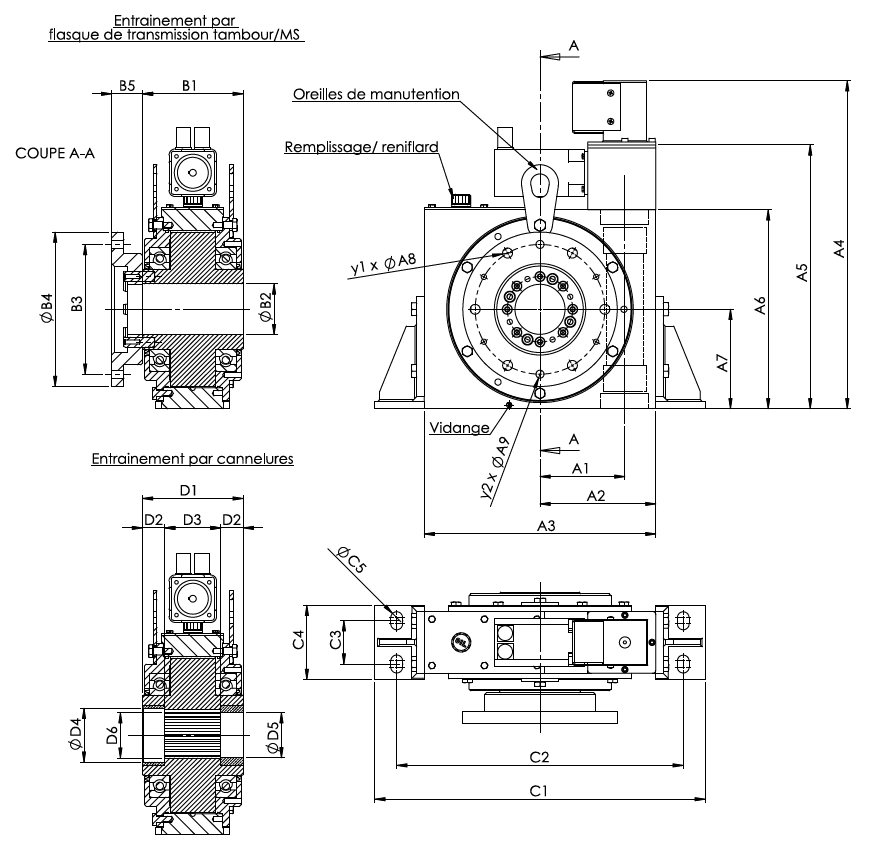 Entrainement par
flasque de transmission tambour/MS
B5
B1
COUPE A-A
ØB4
B3
ØB2
A
Oreilles de manutention
Remplissage/ reniflard
y1 x ØA8
A4
A5
A6
A7
Vidange
y2 x ØA9
A
A1
A2
A3
Entrainement par cannelures
D1
D2
D3
D2
ØD4
D6
ØD5
ØC5
C4
C3
C2
C1